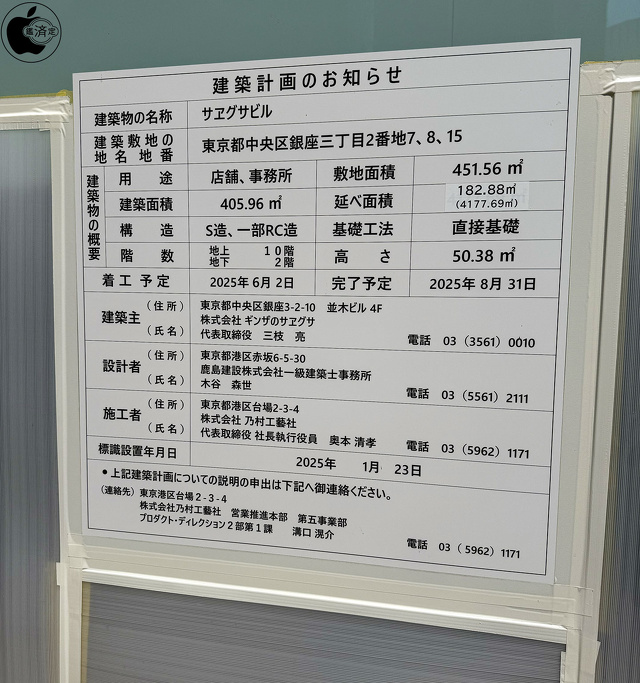 鑑済定
建築計画のお知らせ
建築物の名称 サヱグサビル
建築敷地の地名地番 東京都中央区銀座三丁目2番地7、8、15
建築物の概要
用途 店舗、事務所 敷地面積 451.56 ㎡
建築面積 405.96 ㎡ 延べ面積 182.88㎡
(4177.69㎡)
構造 S造、一部RC造 基礎工法 直接基礎
階数 地上 10階 高さ 50.38 ㎡
地下 2階
着工予定 2025年 6月 2日 完了予定 2025年 8月 31日
建築主 (住所) 東京都中央区銀座3-2-10 並木ビル 4F
株式会社 ギンザのサヱグサ
(氏名) 代表取締役 三枝 亮 電話 03 (3561) 0010
設計者 (住所) 東京都港区赤坂6-5-30
鹿島建設株式会社一級建築士事務所
(氏名) 木谷 森世 電話 03 (5561) 2111
施工者 (住所) 東京都港区台場2-3-4
株式会社 乃村工藝社
(氏名) 代表取締役 社長執行役員 奥本 清孝 電話 03 (5962) 1171
標識設置年月日 2025年 1月 23日
●上記建築計画についての説明の申出は下記へ御連絡ください。
(連絡先) 東京都港区台場2-3-4
株式会社乃村工藝社 営業推進本部 第五事業部
プロダクト・ディレクション2部第1課 溝口 滉介
電話 03 (5962) 1171